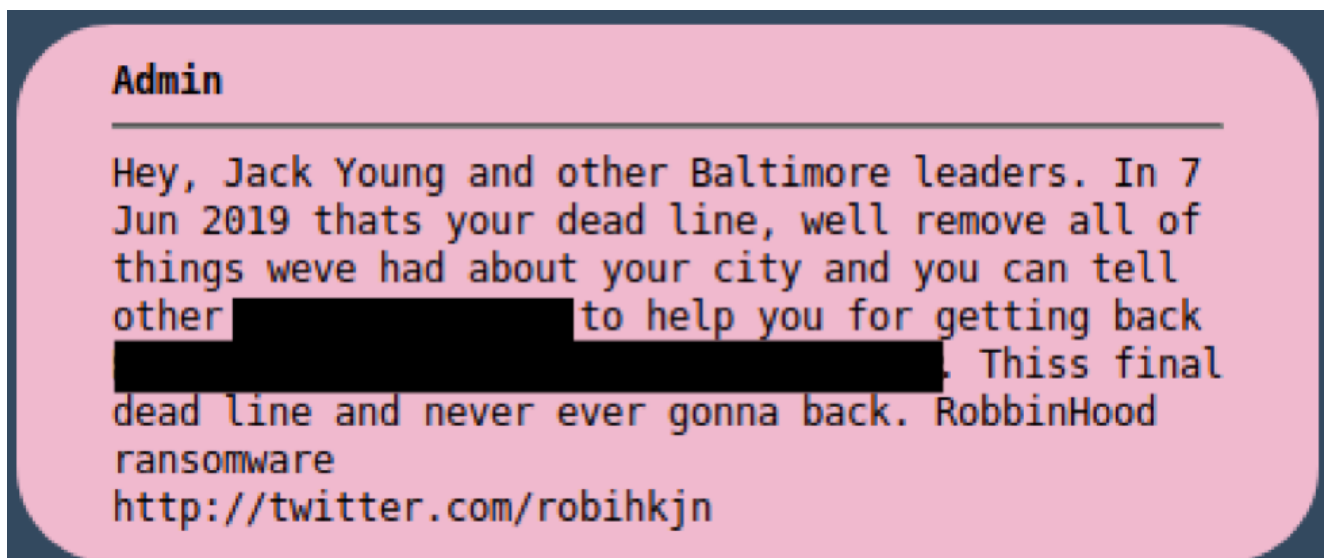 Admin
Hey, Jack Young and other Baltimore leaders. In 7
Jun 2019 thats your dead line, well remove all of
things weve had about your city and you can tell
other to help you for getting back
. Thiss final
dead line and never ever gonna back. RobbinHood
ransomware
http://twitter.com/robihkjn